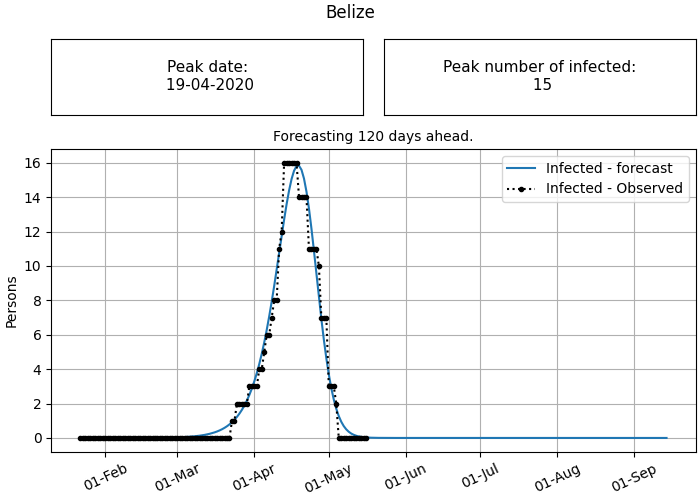 Belize
Peak date:
19-04-2020
Peak number of infected:
15
Forecasting 120 days ahead.
Infected - forecast
Infected - Observed
Persons
16
14
12
10
8
6
4
2
0
01-Feb
01-Mar
01-Apr
01-May
01-Jun
01-Jul
01-Aug
01-Sep